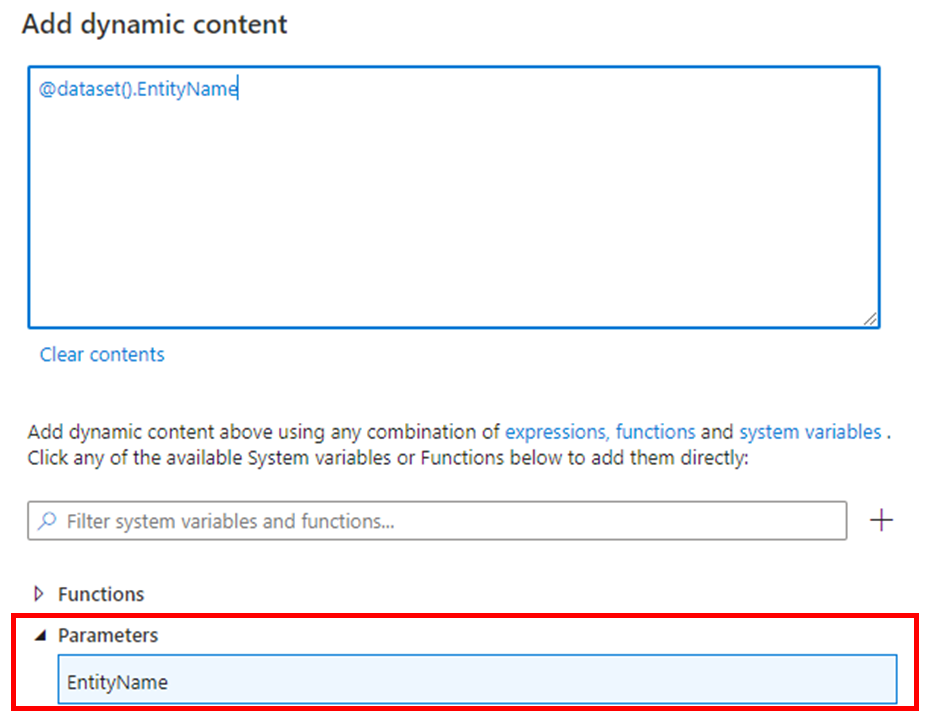 Add dynamic content
@dataset().EntityName
Clear contents
Add dynamic content above using any combination of expressions, functions and system variables .
Click any of the available System variables or Functions below to add them directly:
Filter system variables and functions...
Functions
Parameters
EntityName